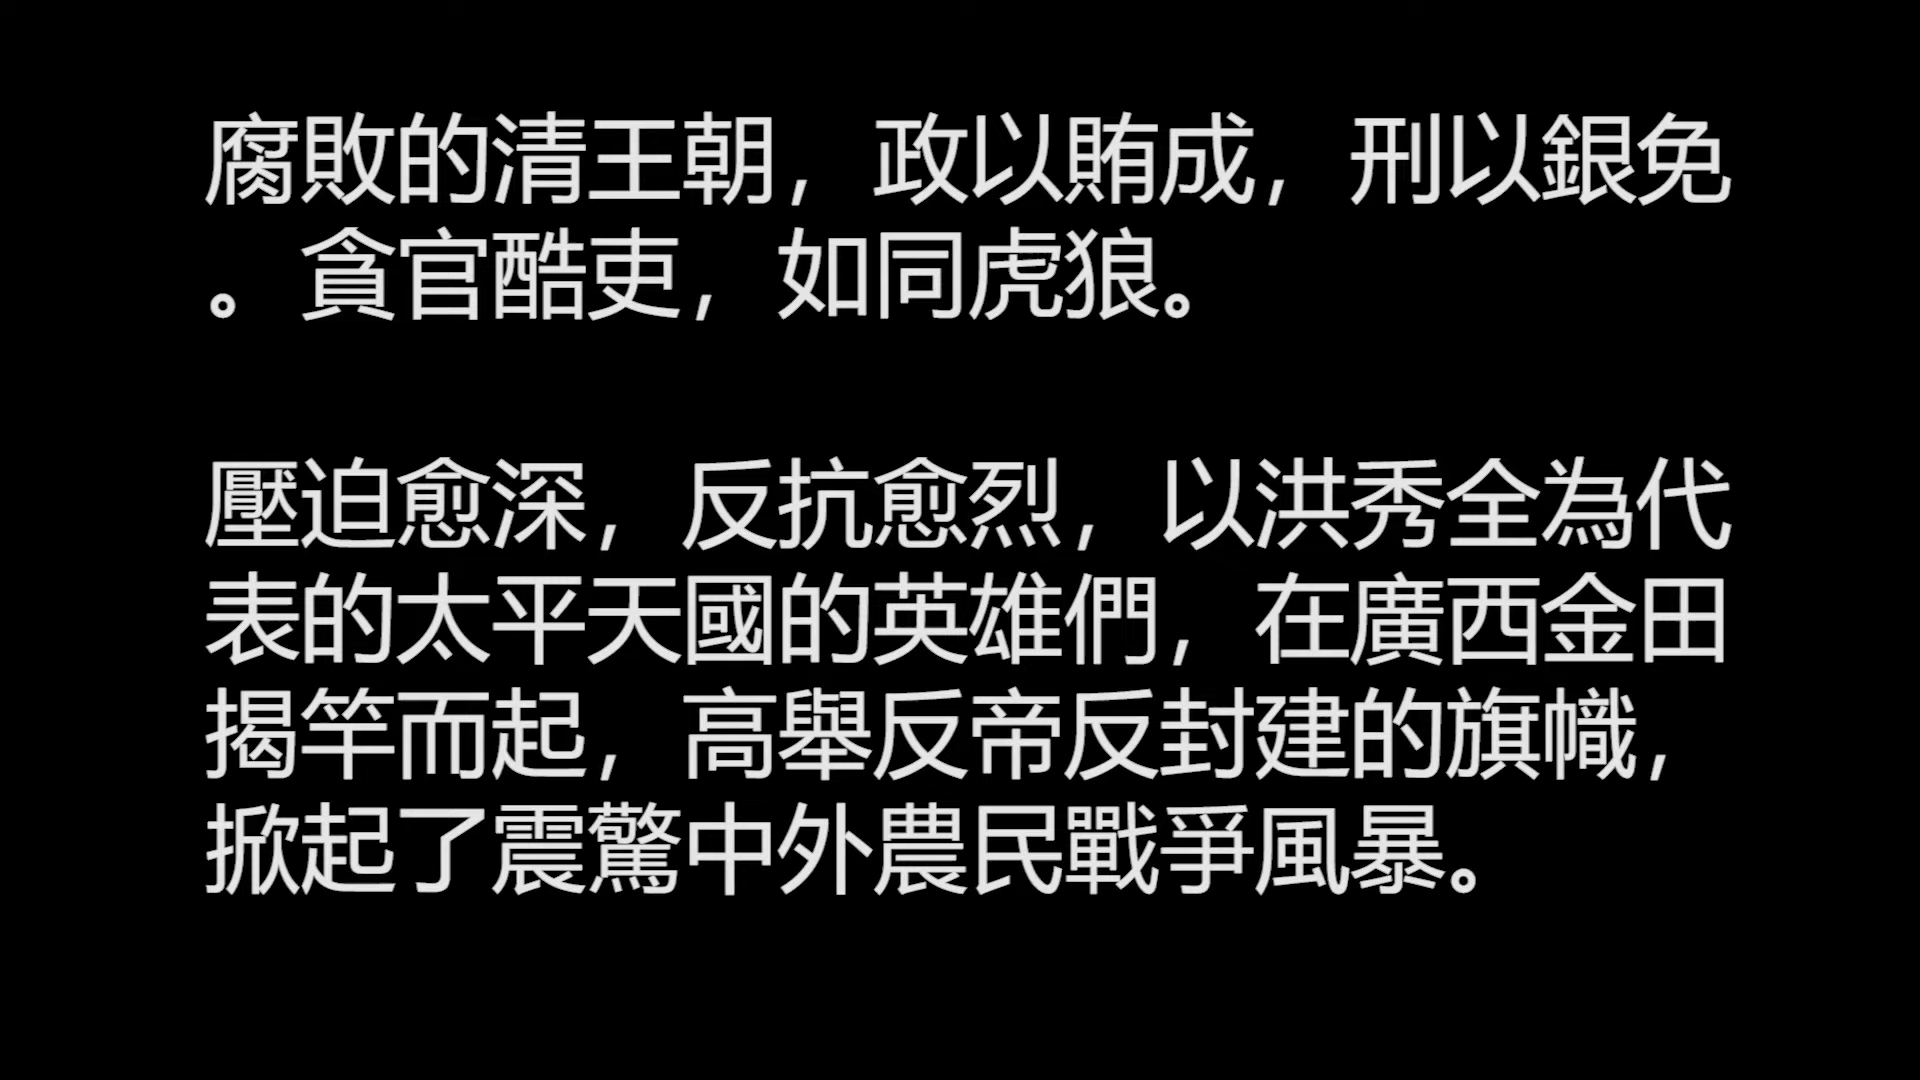 腐敗的清王朝，政以賄成，刑以銀免
。貪官酷吏，如同虎狼。
壓迫愈深，反抗愈烈，以洪秀全為代
表的太平天國的英雄們，在廣西金田
揭竿而起，高舉反帝反封建的旗幟，
掀起了震驚中外農民戰爭風暴。